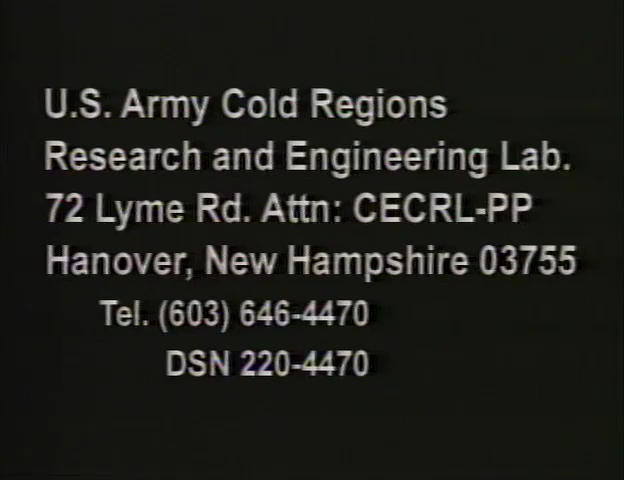 U.S. Army Cold Regions
Research and Engineering Lab.
72 Lyme Rd. Attn: CECRL-PP
Hanover, New Hampshire 03755
Tel. (603) 646-4470
DSN 220-4470